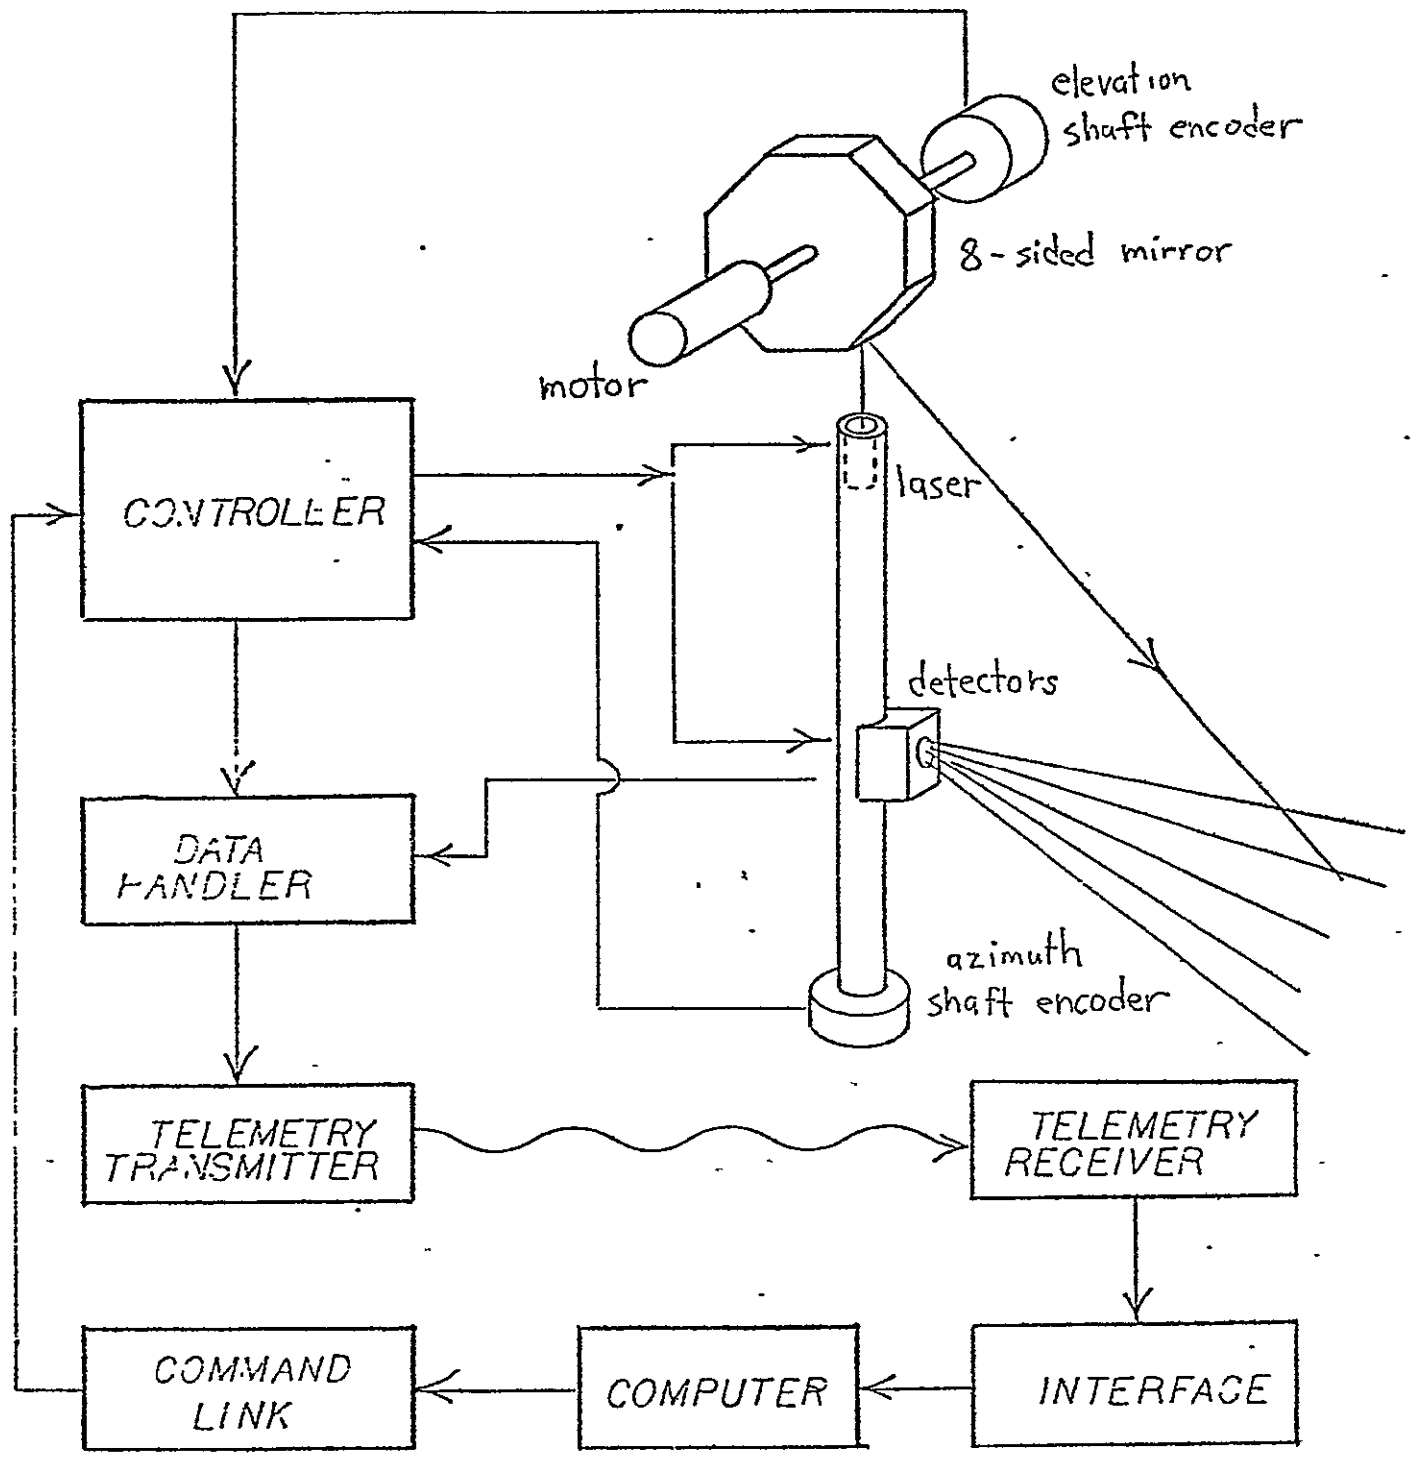 elevation
shaft encoder
8-sided mirror
motor
laser
CONTROLLER
detectors
DATA
HANDLER
azimuth
shaft encoder
TELEMETRY
TRANSMITTER
TELEMETRY
RECEIVER
COMMAND
LINK
COMPUTER
INTERFACE